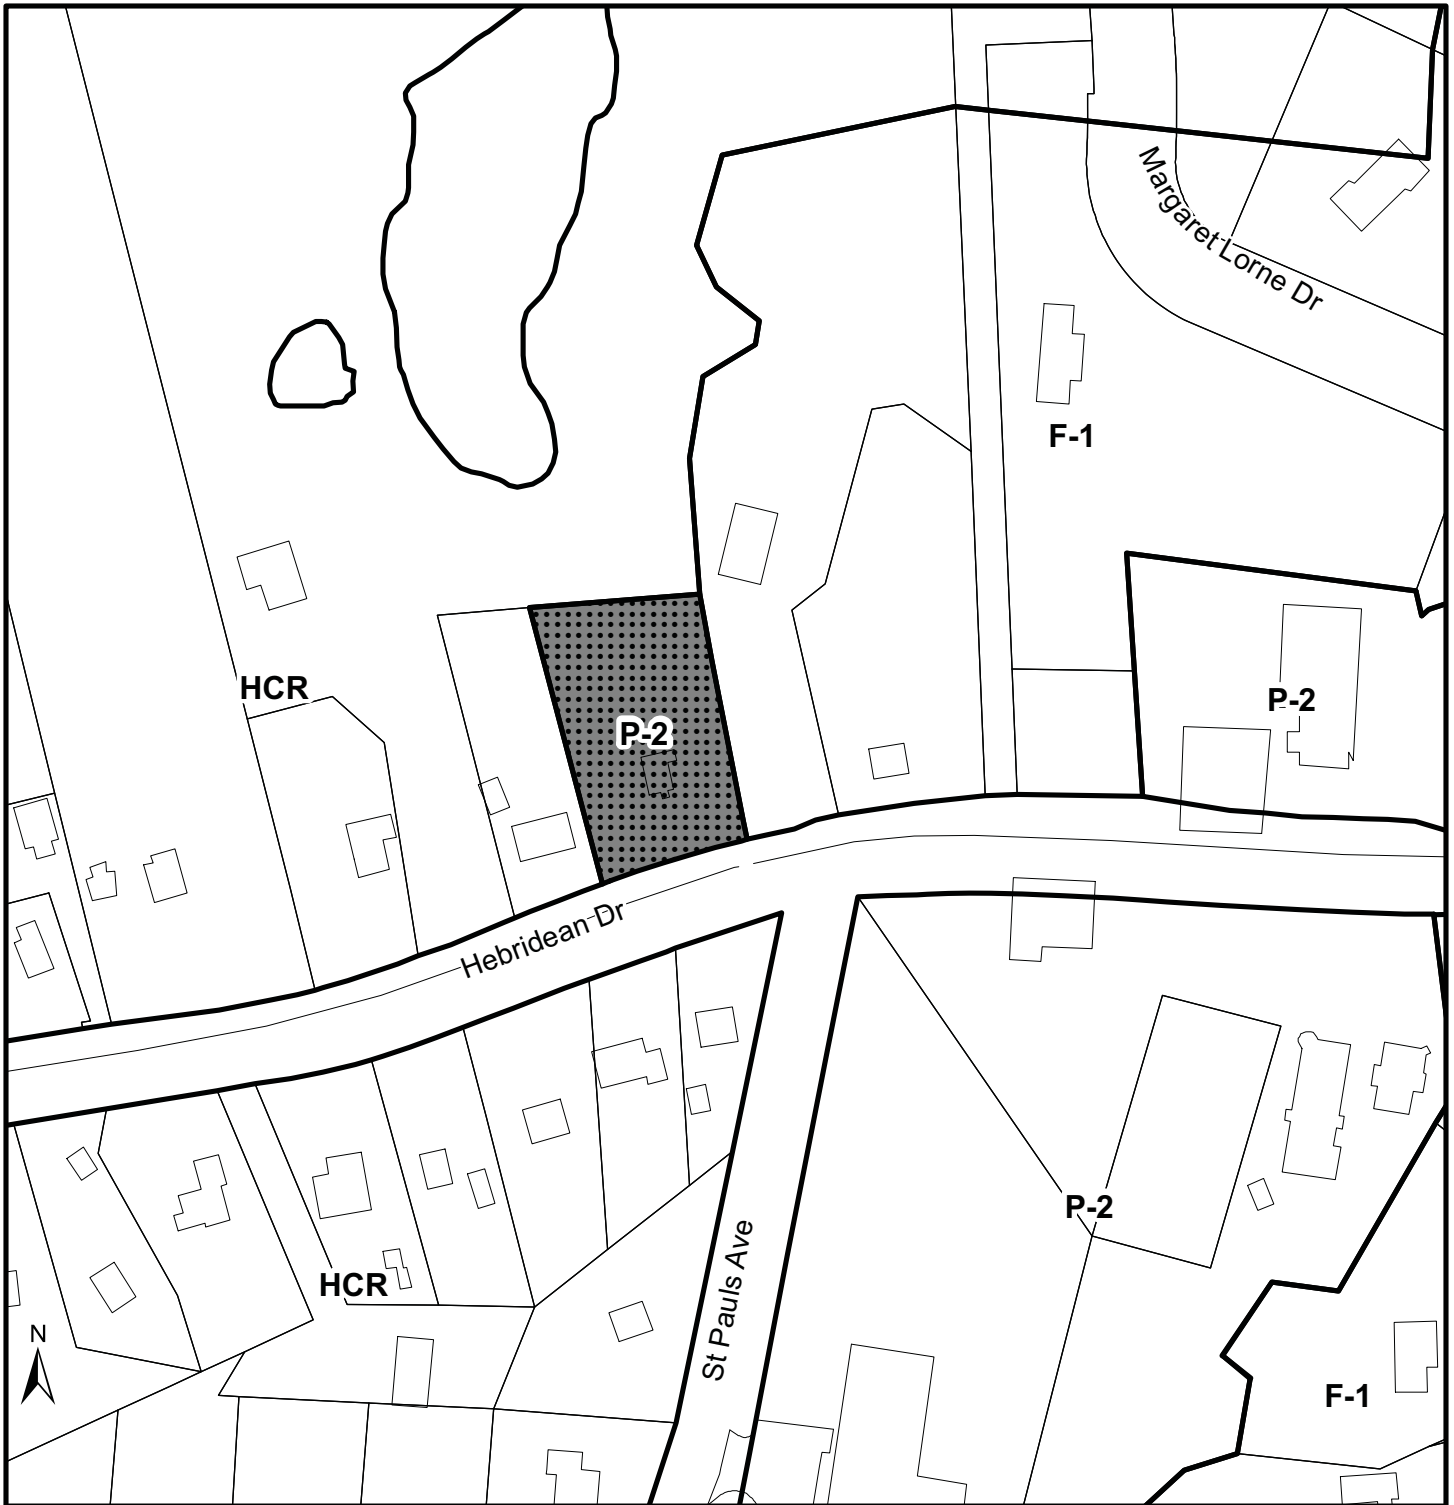 Margaret Lorne Dr
F-1
HCR
P-2
P-2
Hebridean Dr
P-2
HCR
St Pauls Ave
N
F-1